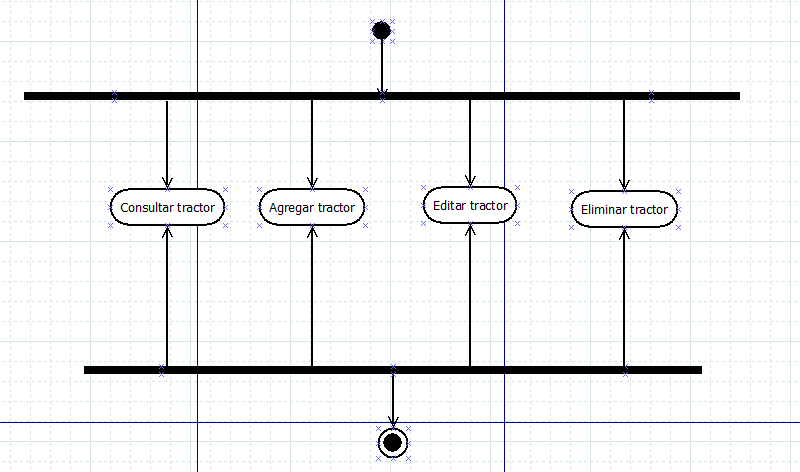 Consultar tractor
Agregar tractor
Editar tractor
Eliminar tractor